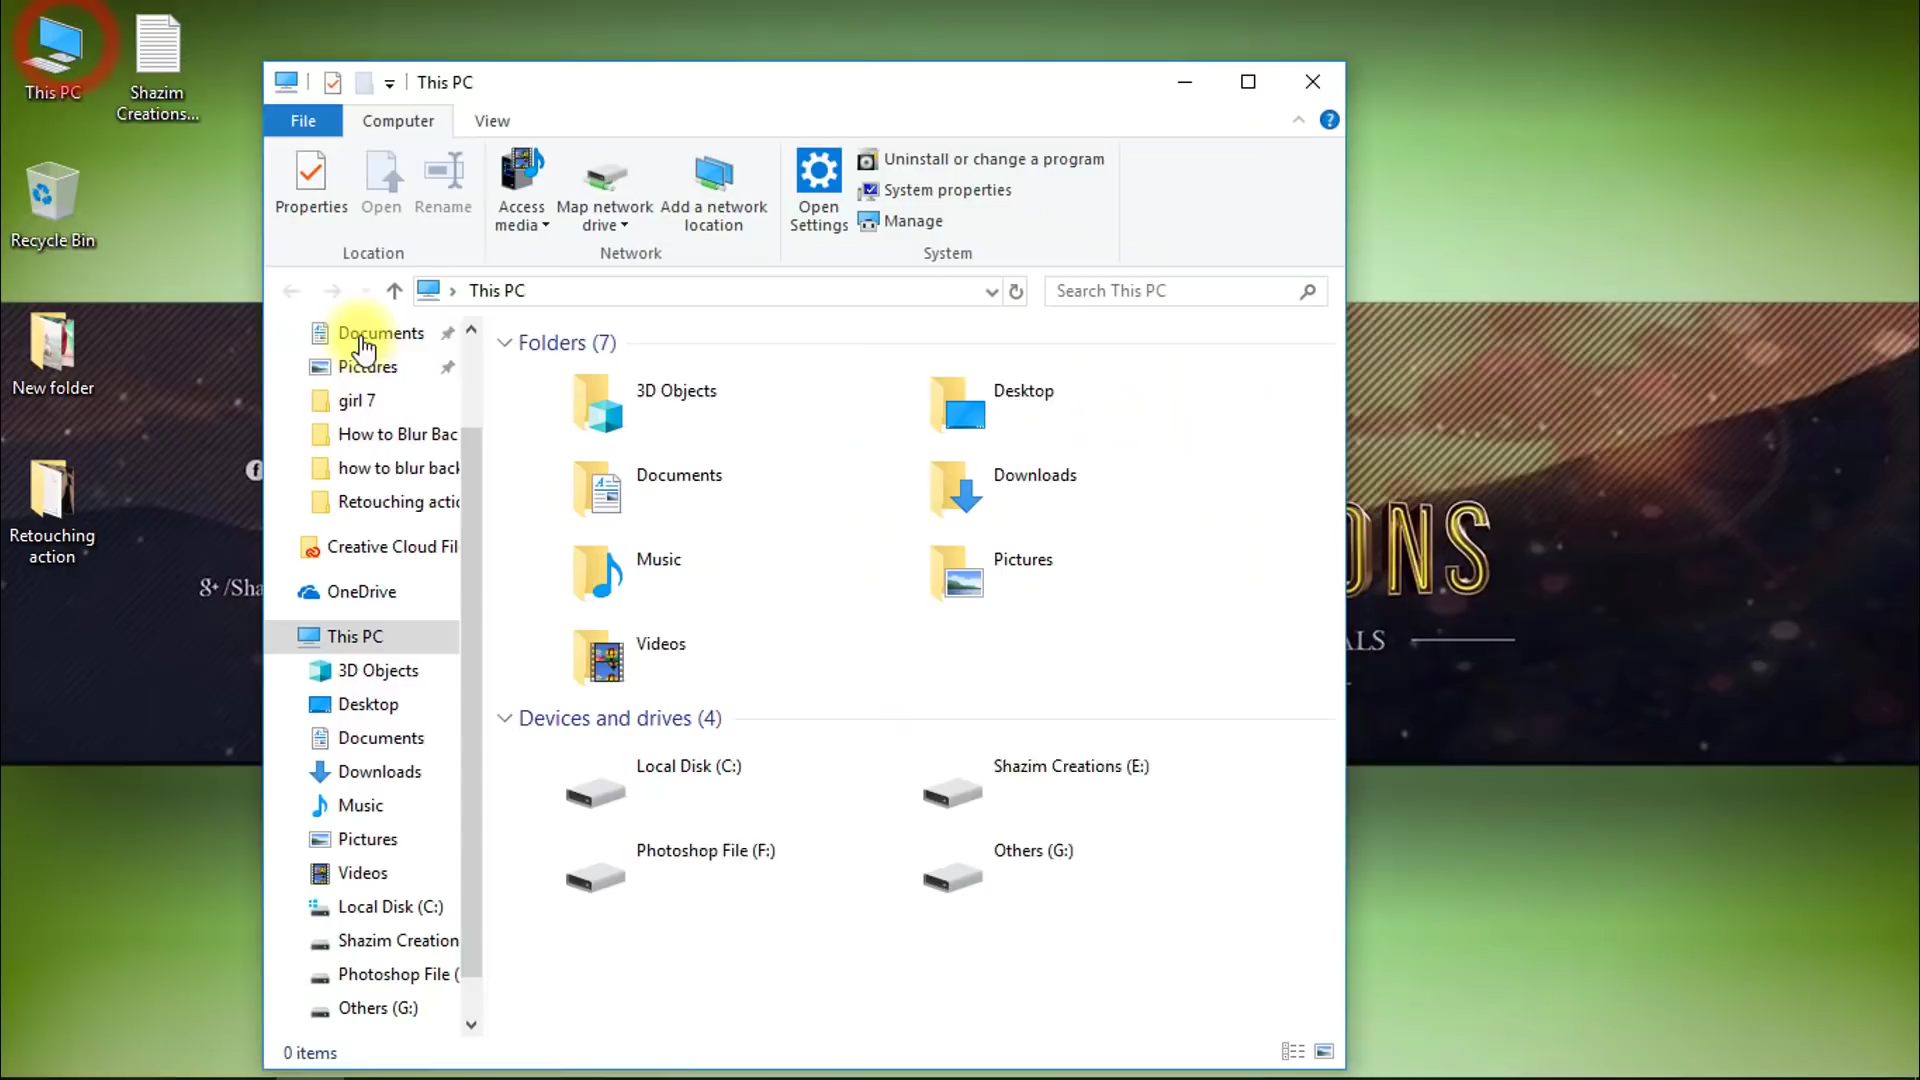 This PC
Shazim
Creations...
Recycle Bin
New folder
Retouching
action
This PC
File
Computer
View
?
Properties
Open
Rename
Access
media
Map network
drive
Add a network
location
Open
Settings
Uninstall or change a program
System properties
Manage
Location
Network
System
This PC
Search This PC
Documents
Pictures
girl 7
How to Blur Bac
how to blur back
Retouching actic
Creative Cloud Fil
OneDrive
This PC
3D Objects
Desktop
Documents
Downloads
Music
Pictures
Videos
Local Disk (C:)
Shazim Creation
Photoshop File (
Others (G:)
Folders (7)
3D Objects
Desktop
Documents
Downloads
Music
Pictures
Videos
Devices and drives (4)
Local Disk (C:)
Shazim Creations (E:)
Photoshop File (F:)
Others (G:)
0 items
f
g+ /Sha
ONS
ALS